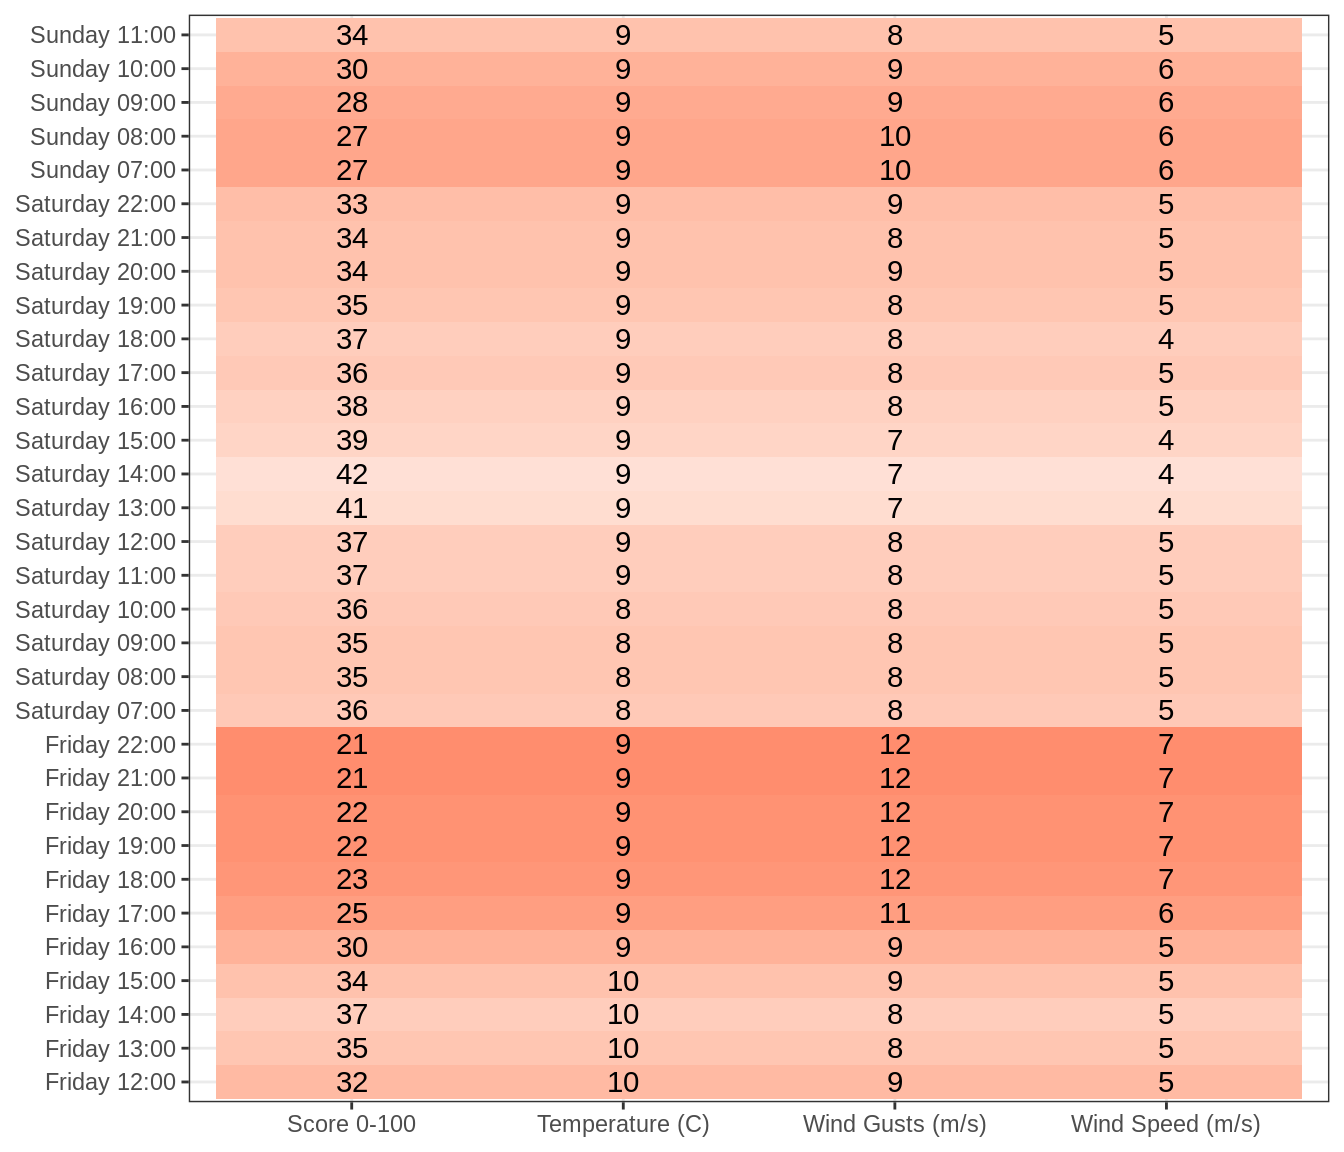 Sunday 11:00 34 9 8 5
Sunday 10:00 30 9 9 6
Sunday 09:00 28 9 9 6
Sunday 08:00 27 9 10 6
Sunday 07:00 27 9 10 6
Saturday 22:00 33 9 9 5
Saturday 21:00 34 9 8 5
Saturday 20:00 34 9 9 5
Saturday 19:00 35 9 8 5
Saturday 18:00 37 9 8 4
Saturday 17:00 36 9 8 5
Saturday 16:00 38 9 8 5
Saturday 15:00 39 9 7 4
Saturday 14:00 42 9 7 4
Saturday 13:00 41 9 7 4
Saturday 12:00 37 9 8 5
Saturday 11:00 37 9 8 5
Saturday 10:00 36 8 8 5
Saturday 09:00 35 8 8 5
Saturday 08:00 35 8 8 5
Saturday 07:00 36 8 8 5
Friday 22:00 21 9 12 7
Friday 21:00 21 9 12 7
Friday 20:00 22 9 12 7
Friday 19:00 22 9 12 7
Friday 18:00 23 9 12 7
Friday 17:00 25 9 11 6
Friday 16:00 30 9 9 5
Friday 15:00 34 10 9 5
Friday 14:00 37 10 8 5
Friday 13:00 35 10 8 5
Friday 12:00 32 10 9 5
Score 0-100 Temperature (C) Wind Gusts (m/s) Wind Speed (m/s)